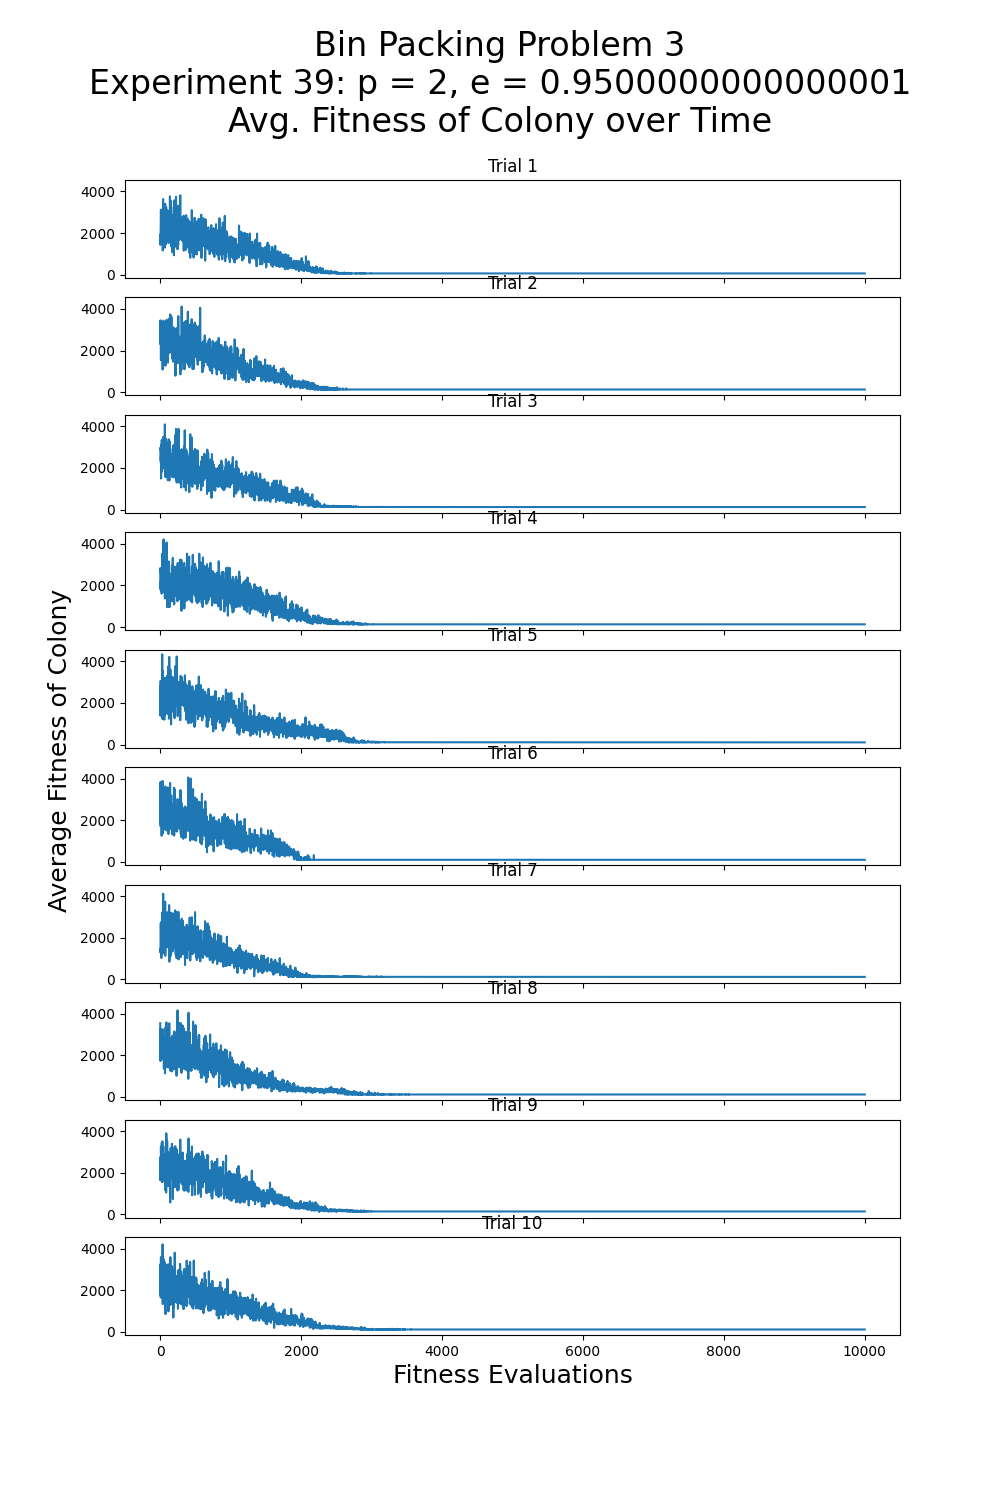 Bin Packing Problem 3
Experiment 39: p = 2, e = 0.9500000000000001
Avg. Fitness of Colony over Time
Trial 1
4000
2000
0
Trial 2
4000
2000
0
Trial 3
4000
2000
0
Trial 4
4000
2000
0
Trial 5
4000
2000
0
Trial 6
4000
2000
0
Trial 7
4000
2000
0
Trial 8
4000
2000
0
Trial 9
4000
2000
0
Trial 10
4000
2000
0
0 2000 4000 6000 8000 10000
Fitness Evaluations
Average Fitness of Colony